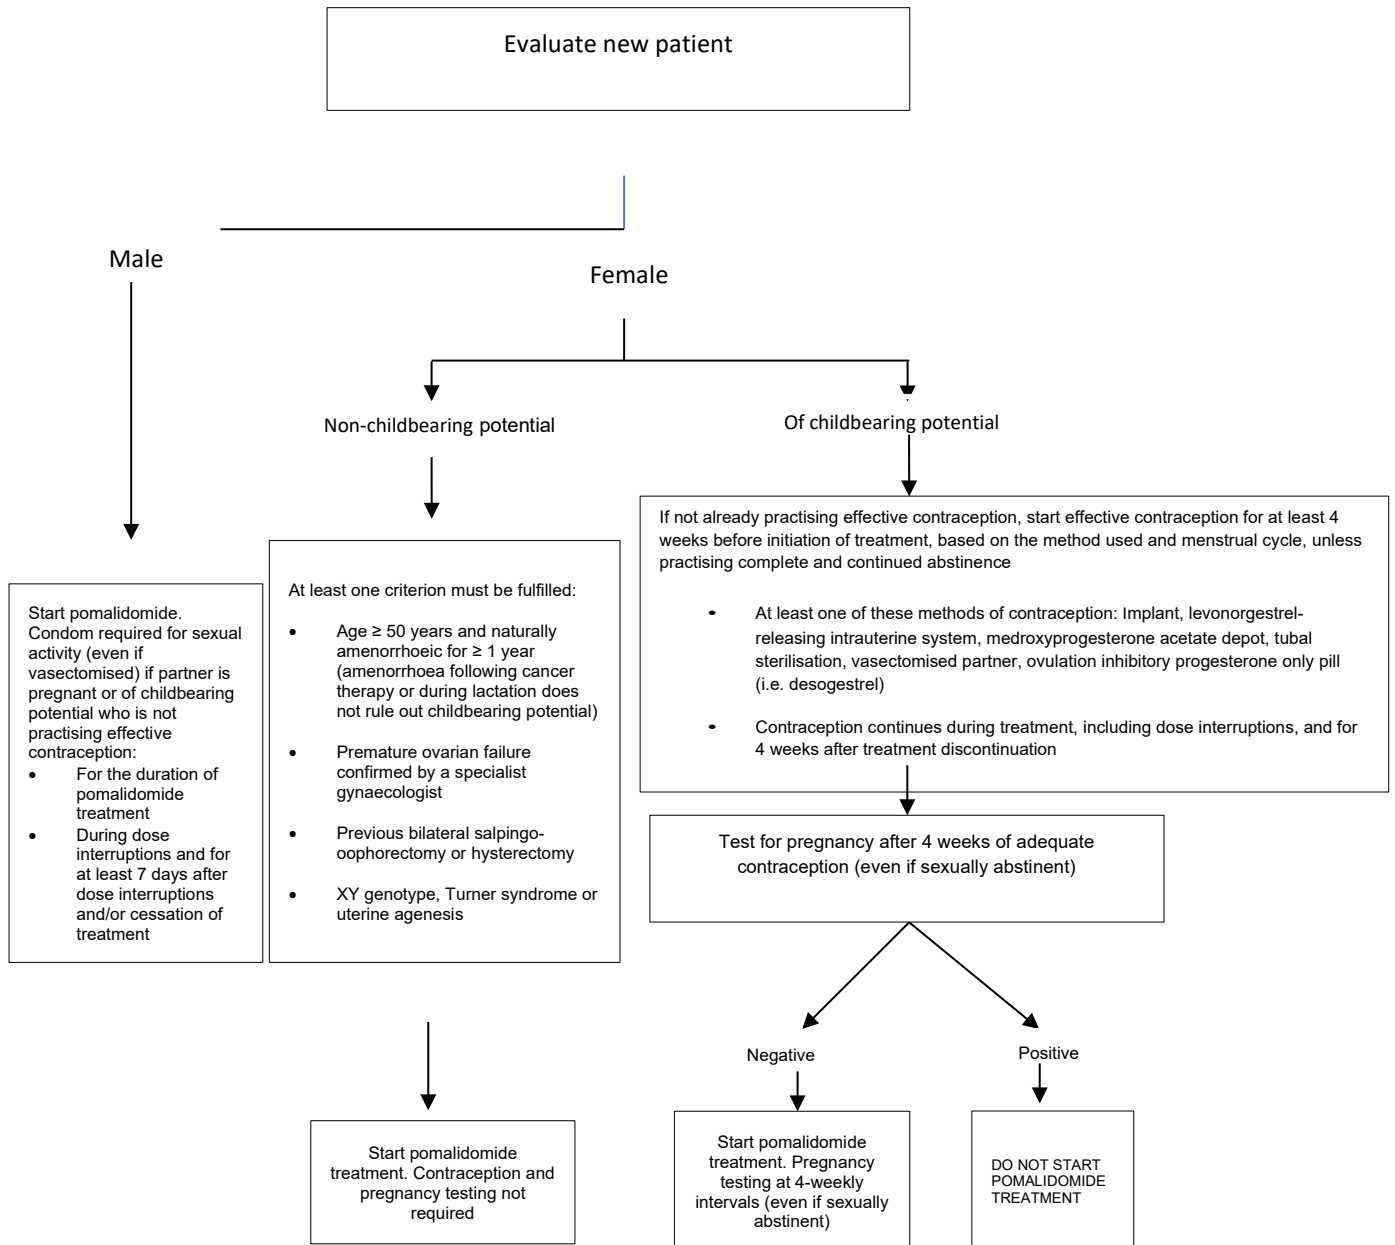 Evaluate new patient
Male
Female
Non-childbearing potential
Of childbearing potential
Start pomalidomide.
Condom required for sexual
activity (even if
vasectomised) if partner is
pregnant or of childbearing
potential who is not
practising effective
contraception:
• For the duration of
pomalidomide
treatment
• During dose
interruptions and for
at least 7 days after
dose interruptions
and/or cessation of
treatment
At least one criterion must be fulfilled:
• Age ≥ 50 years and naturally
amenorrhoeic for ≥ 1 year
(amenorrhoea following cancer
therapy or during lactation does
not rule out childbearing potential)
• Premature ovarian failure
confirmed by a specialist
gynaecologist
• Previous bilateral salpingo-
oophorectomy or hysterectomy
• XY genotype, Turner syndrome or
uterine agenesis
If not already practising effective contraception, start effective contraception for at least 4
weeks before initiation of treatment, based on the method used and menstrual cycle, unless
practising complete and continued abstinence
• At least one of these methods of contraception: Implant, levonorgestrel-
releasing intrauterine system, medroxyprogesterone acetate depot, tubal
sterilisation, vasectomised partner, ovulation inhibitory progesterone only pill
(i.e. desogestrel)
• Contraception continues during treatment, including dose interruptions, and for
4 weeks after treatment discontinuation
Test for pregnancy after 4 weeks of adequate
contraception (even if sexually abstinent)
Negative
Positive
Start pomalidomide
treatment. Contraception and
pregnancy testing not
required
Start pomalidomide
treatment. Pregnancy
testing at 4-weekly
intervals (even if sexually
abstinent)
DO NOT START
POMALIDOMIDE
TREATMENT